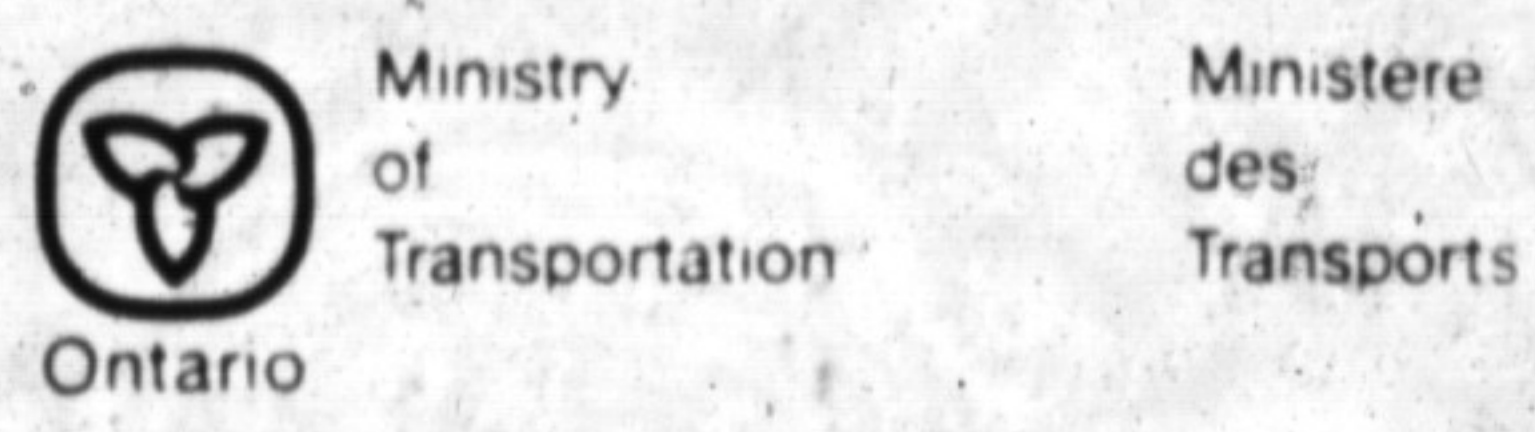 Ministry
of
Transportation
Ministere
des
Transports
Ontario